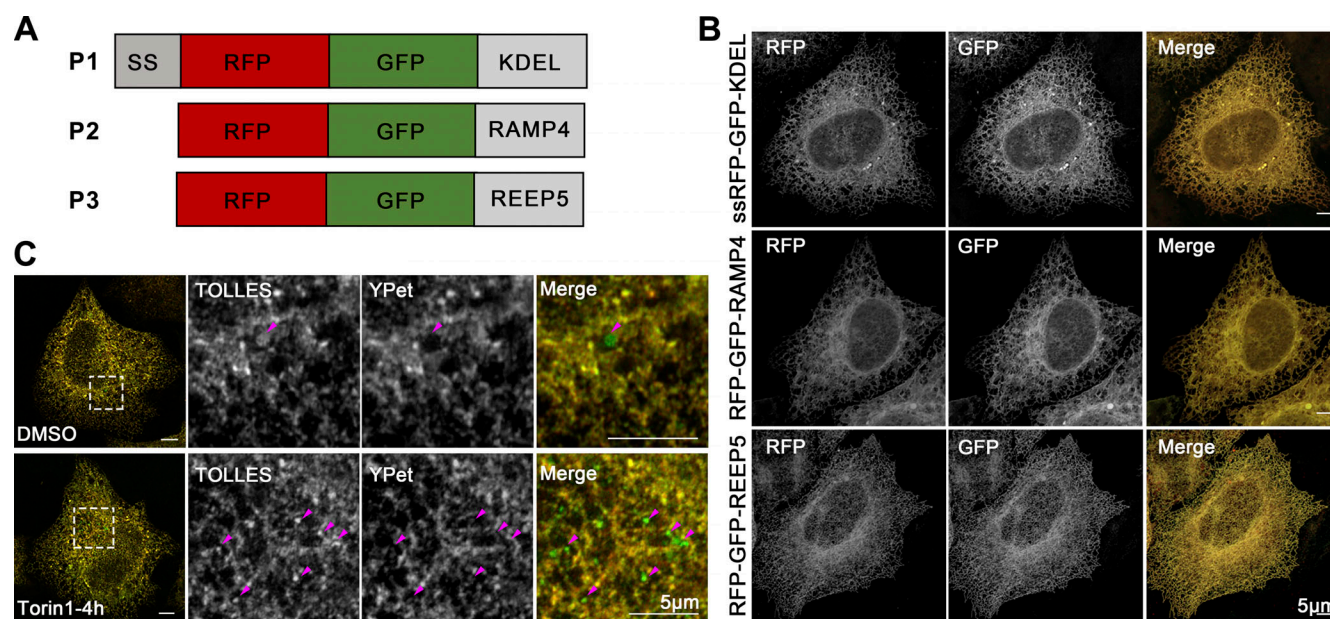 A
P1 SS RFP GFP KDEL
P2 RFP GFP RAMP4
P3 RFP GFP REEP5
B
ssRFP-GFP-KDEL
RFP GFP Merge
RFP-GFP-RAMP4
RFP GFP Merge
RFP-GFP-REEP5
RFP GFP Merge
5μm
C
TOLLES YPet Merge
DMSO
TOLLES YPet Merge
Torin1-4h
5μm